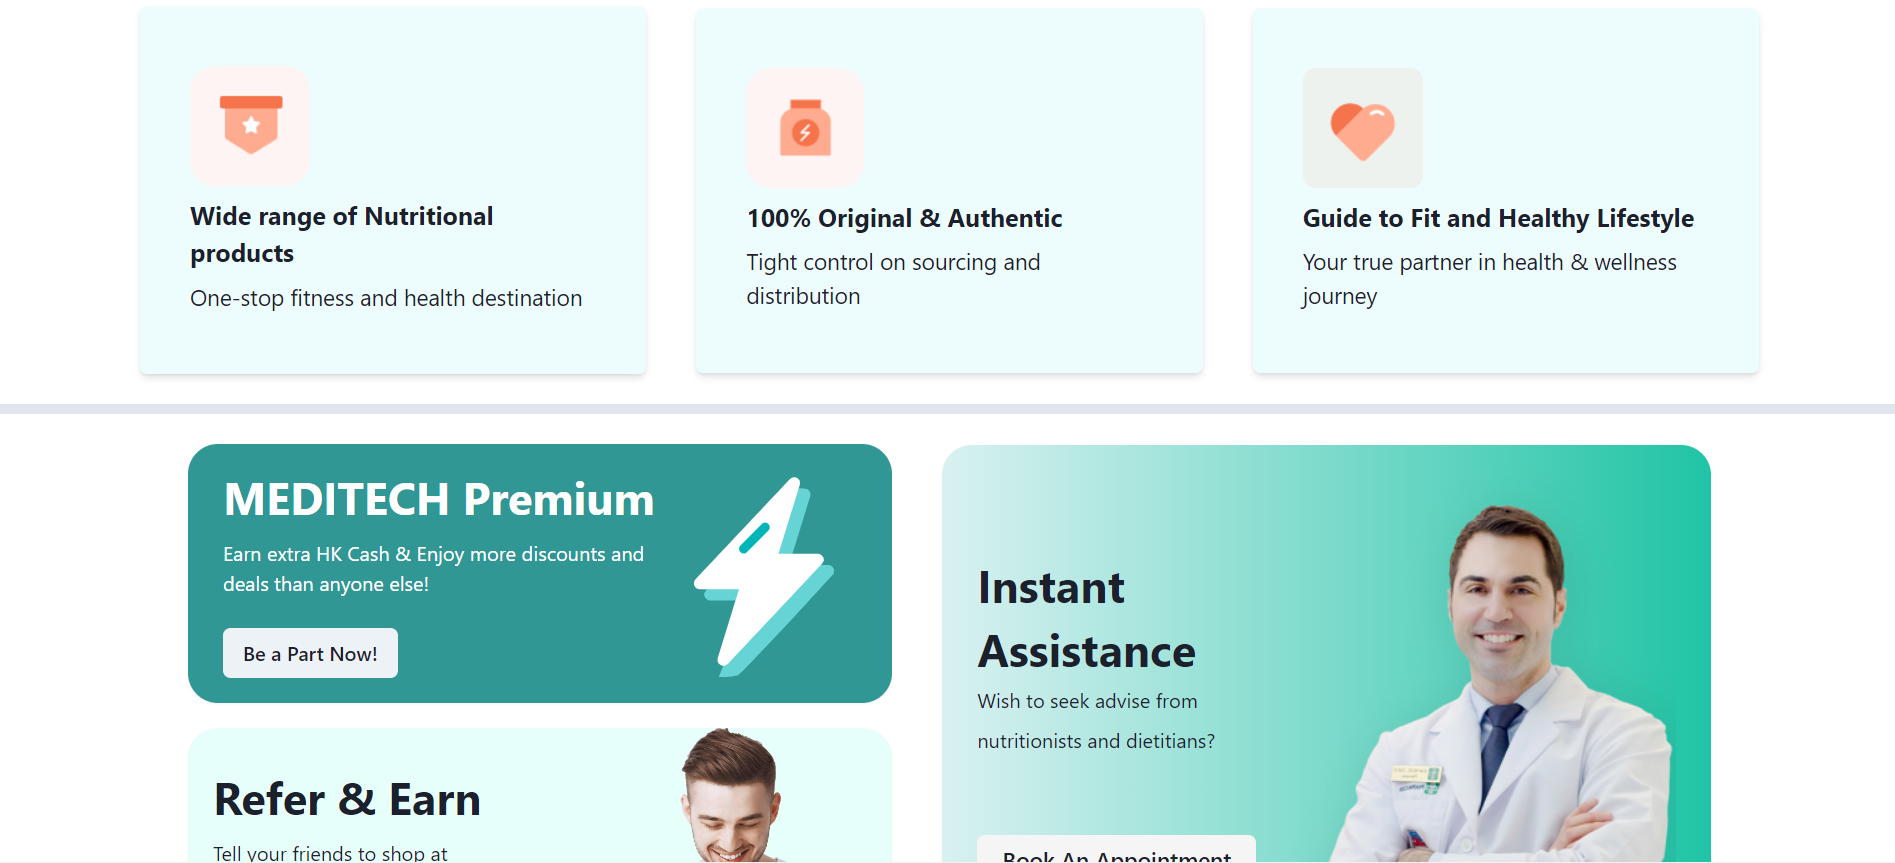 Wide range of Nutritional
products
One-stop fitness and health destination
100% Original & Authentic
Tight control on sourcing and
distribution
Guide to Fit and Healthy Lifestyle
Your true partner in health & wellness
journey
MEDITECH Premium
Earn extra HK Cash & Enjoy more discounts and
deals than anyone else!
Be a Part Now!
Refer & Earn
Tell your friends to shop at
Instant
Assistance
Wish to seek advise from
nutritionists and dietitians?
Book An Appointment